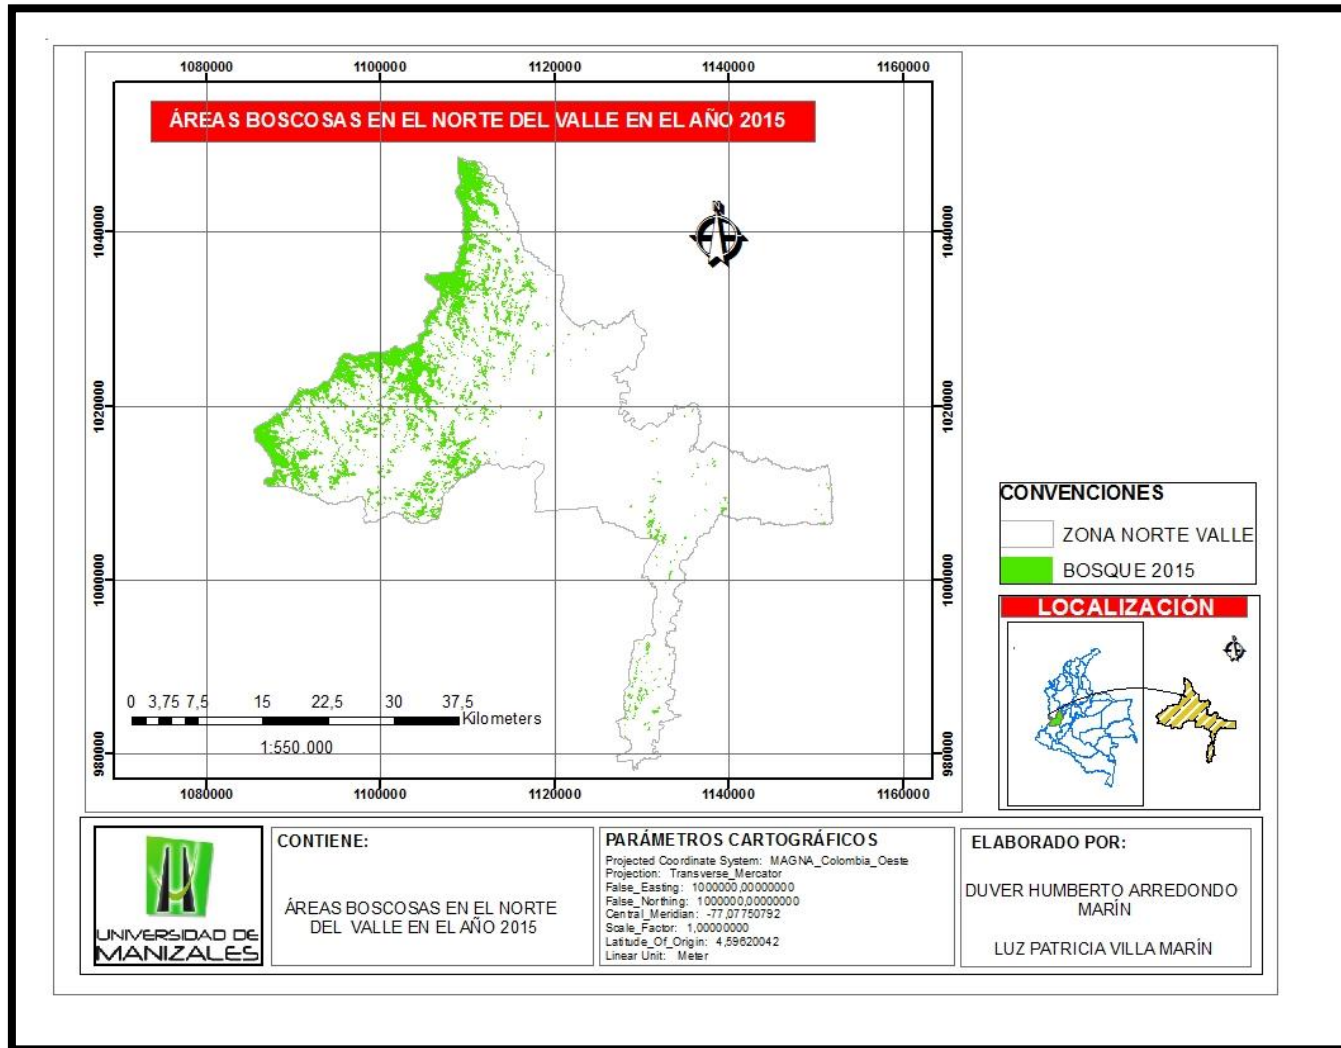 1080000 1100000 1120000 1140000 1160000
ÁREAS BOSCOSAS EN EL NORTE DEL VALLE EN EL AÑO 2015
N
1040000 1040000
1020000 1020000
1000000 1000000
980000 980000
0 3,75 7,5 15 22,5 30 37,5
Kilometers
1:550.000
1080000 1100000 1120000 1140000 1160000
CONVENCIONES
ZONA NORTE VALLE
BOSQUE 2015
LOCALIZACIÓN
UNIVERSIDAD DE
MANIZALES
CONTIENE:
ÁREAS BOSCOSAS EN EL NORTE
DEL VALLE EN EL AÑO 2015
PARÁMETROS CARTOGRÁFICOS
Projected Coordinate System: MAGNA_Colombia_Oeste
Projection: Transverse_Mercator
False_Easting: 1000000,00000000
False_Northing: 1000000,00000000
Central_Meridian: -77,07750792
Scale_Factor: 1,00000000
Latitude_Of_Origin: 4,59620042
Linear Unit: Meter
ELABORADO POR:
DUVER HUMBERTO ARREDONDO
MARÍN
LUZ PATRICIA VILLA MARÍN